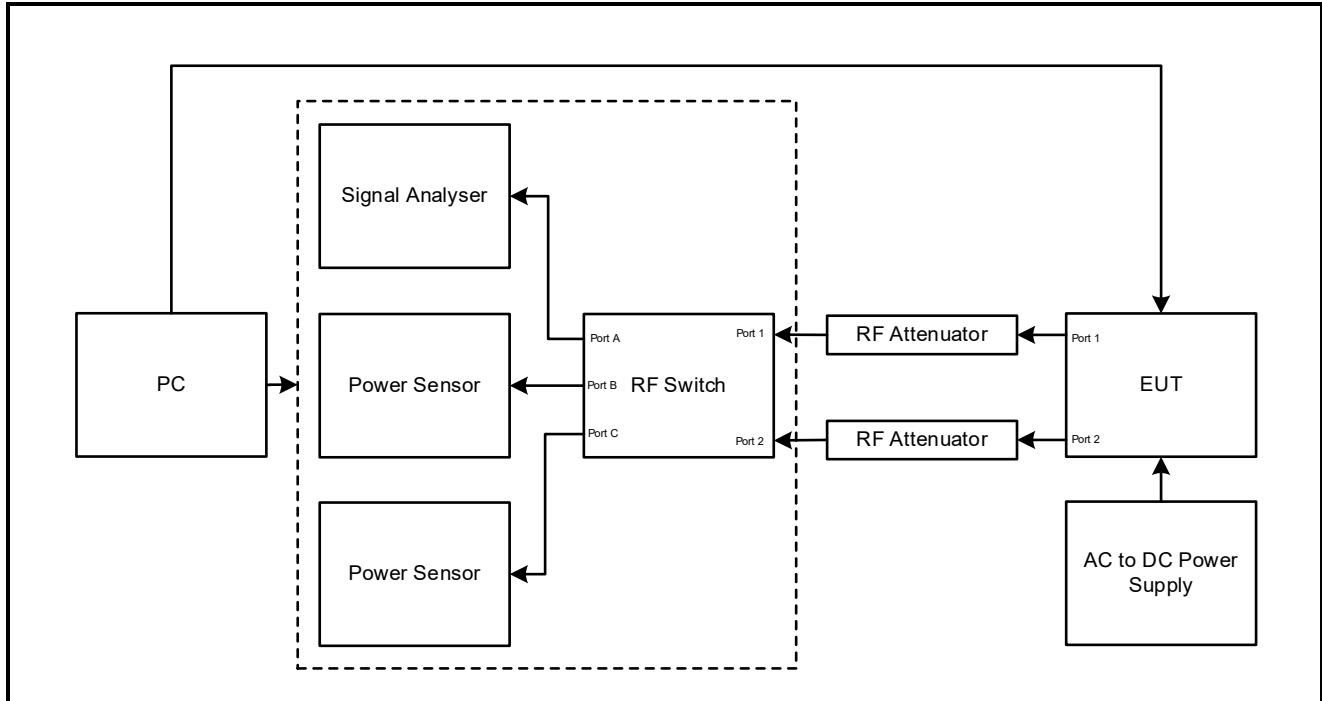 Signal Analyser
PC
Power Sensor
Port A
Port B
Port C
RF Switch
Port 1
Port 2
RF Attenuator
RF Attenuator
Port 1
EUT
Port 2
Power Sensor
AC to DC Power
Supply